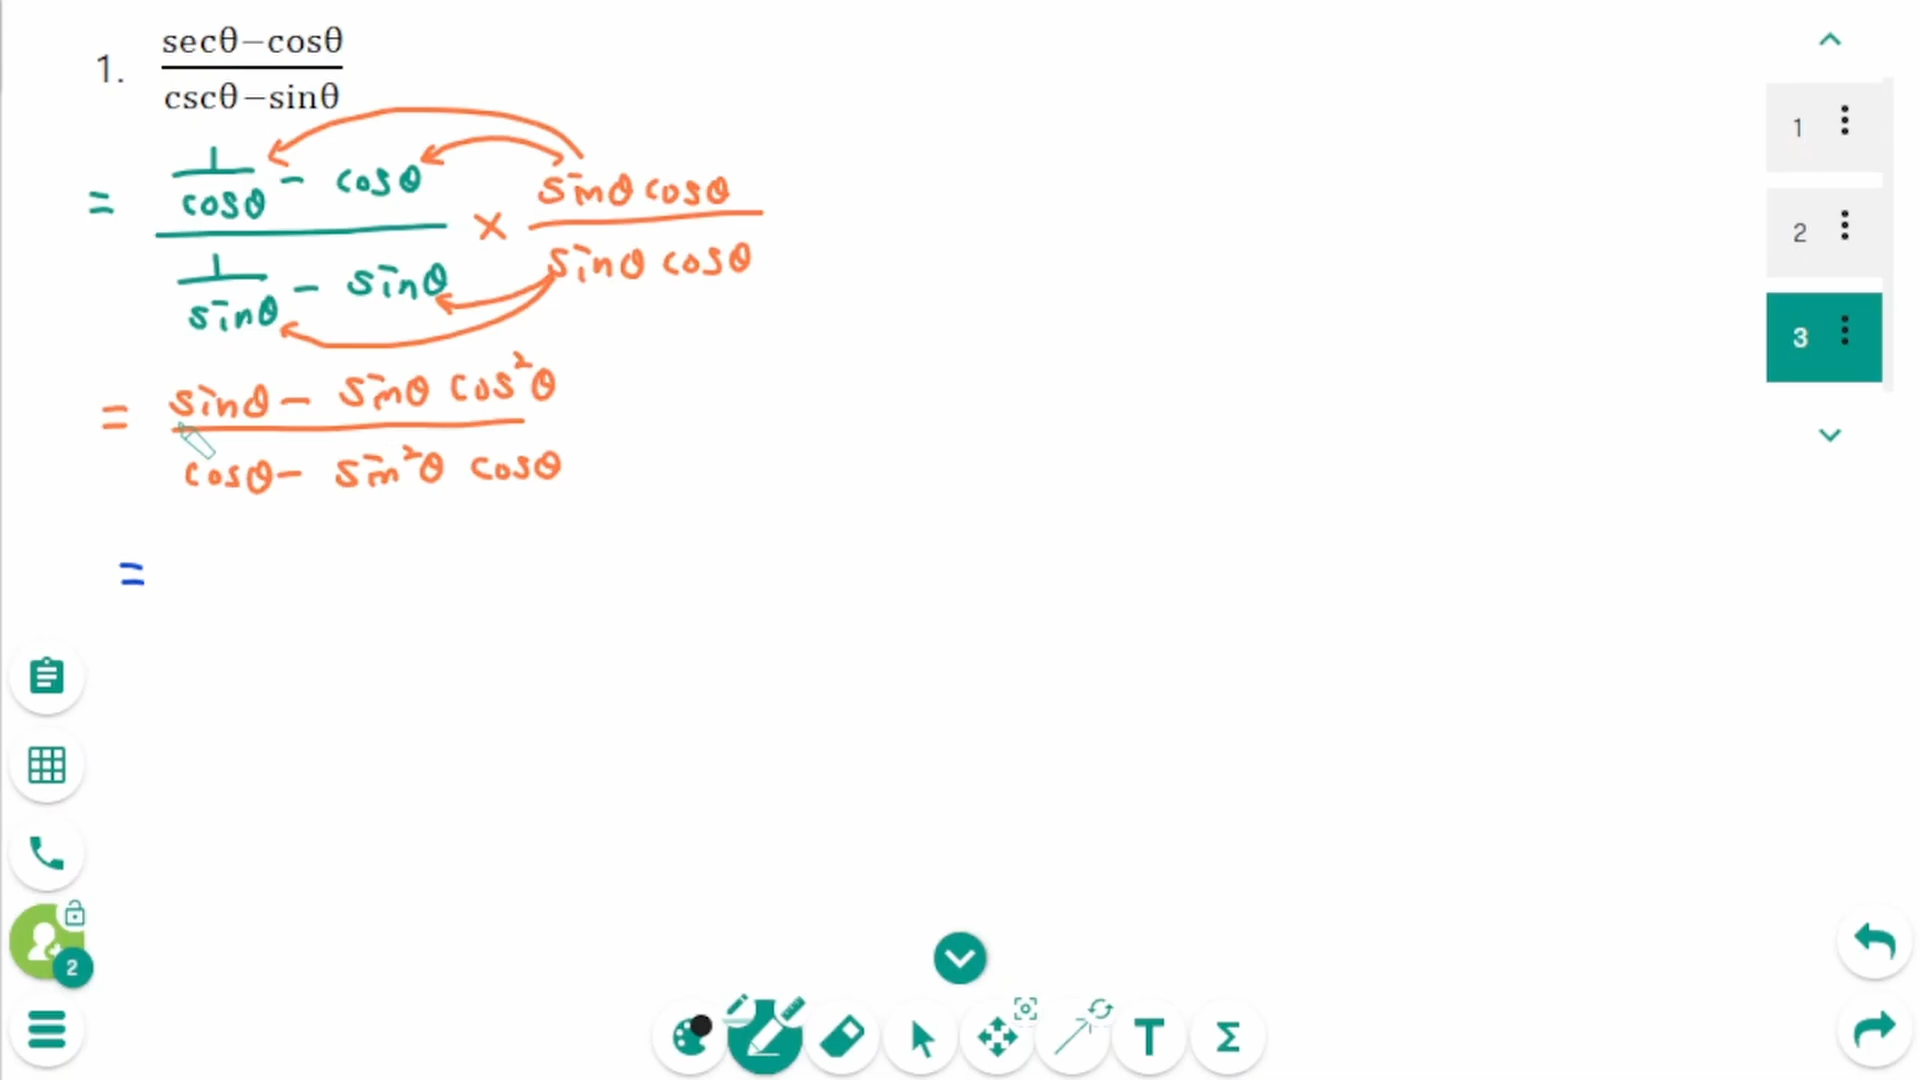 1. secθ−cosθ
cscθ−sinθ
= 1/cosθ − cosθ × sinθ cosθ
1/sinθ − sinθ sinθ cosθ
= sinθ − sinθ cos²θ
cosθ − sin²θ cosθ
=
1
2
3
2
T
Σ